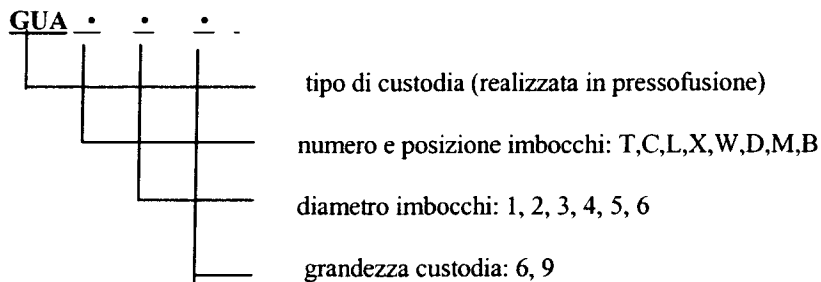 GUA • • •
tipo di custodia (realizzata in pressofusione)
numero e posizione imbocchi: T,C,L,X,W,D,M,B
diametro imbocchi: 1, 2, 3, 4, 5, 6
grandezza custodia: 6, 9